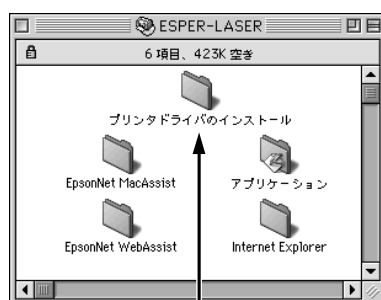 ESPER-LASER
6 項目、423K 空き
プリンタドライバのインストール
EpsonNet MacAssist
アプリケーション
EpsonNet WebAssist
Internet Explorer